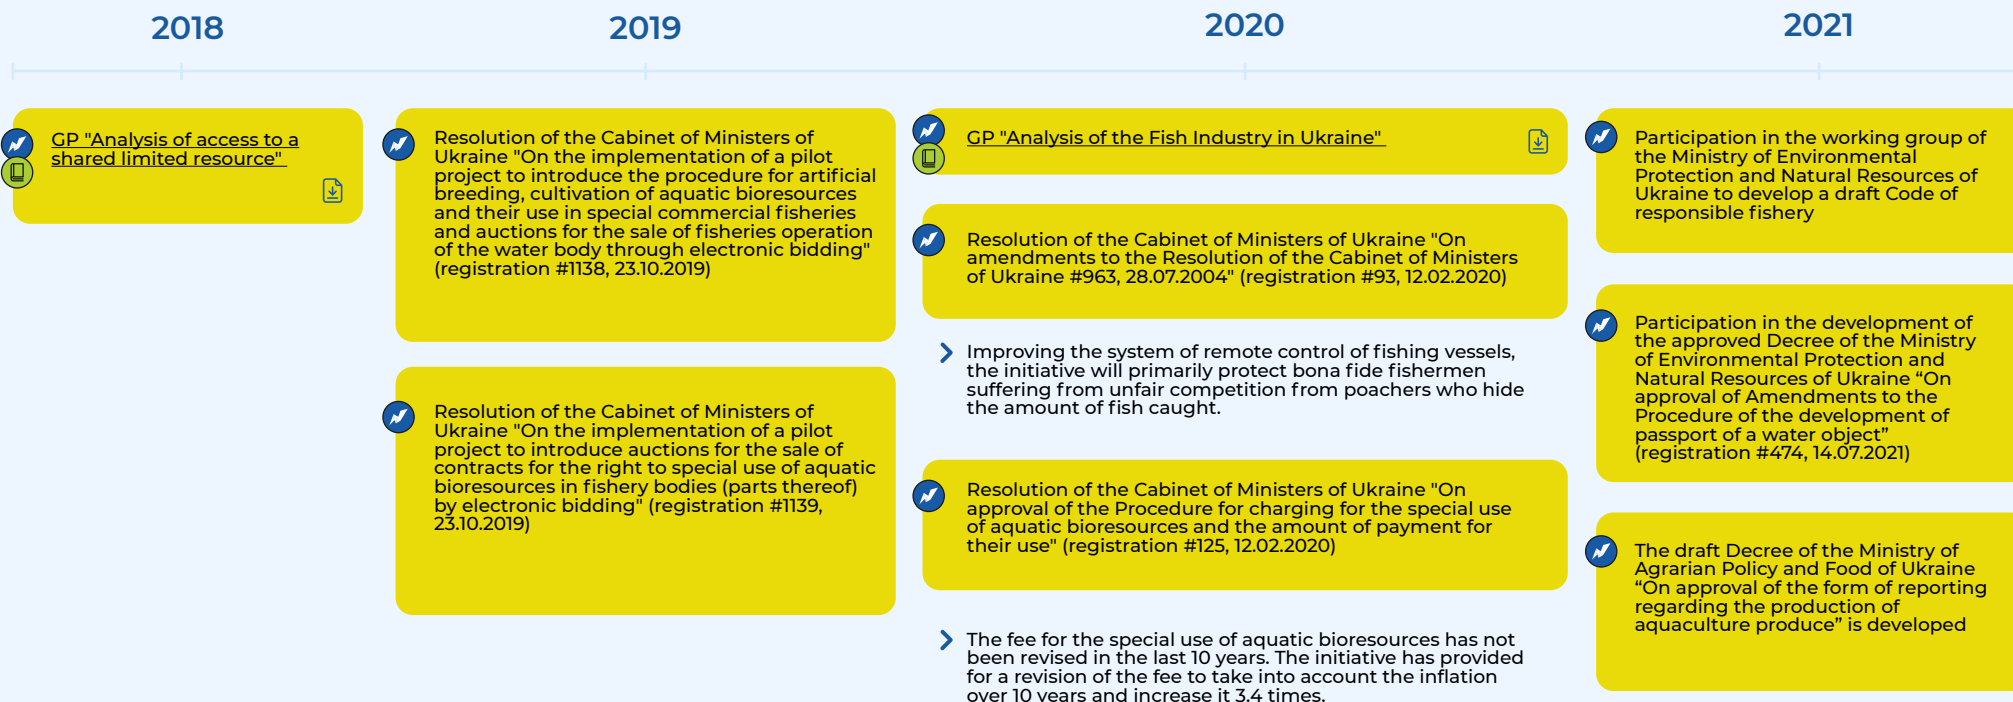 2018
2019
2020
2021
GP "Analysis of access to a
shared limited resource"
Resolution of the Cabinet of Ministers of
Ukraine "On the implementation of a pilot
project to introduce the procedure for artificial
breeding, cultivation of aquatic bioresources
and their use in special commercial fisheries
and auctions for the sale of fisheries operation
of the water body through electronic bidding"
(registration #1138, 23.10.2019)
Resolution of the Cabinet of Ministers of
Ukraine "On the implementation of a pilot
project to introduce auctions for the sale of
contracts for the right to special use of aquatic
bioresources in fishery bodies (parts thereof)
by electronic bidding" (registration #1139,
23.10.2019)
GP "Analysis of the Fish Industry in Ukraine"
Resolution of the Cabinet of Ministers of Ukraine "On
amendments to the Resolution of the Cabinet of Ministers
of Ukraine #963, 28.07.2004" (registration #93, 12.02.2020)
Improving the system of remote control of fishing vessels,
the initiative will primarily protect bona fide fishermen
suffering from unfair competition from poachers who hide
the amount of fish caught.
Resolution of the Cabinet of Ministers of Ukraine "On
approval of the Procedure for charging for the special use
of aquatic bioresources and the amount of payment for
their use" (registration #125, 12.02.2020)
The fee for the special use of aquatic bioresources has not
been revised in the last 10 years. The initiative has provided
for a revision of the fee to take into account the inflation
over 10 years and increase it 3.4 times.
Participation in the working group of
the Ministry of Environmental
Protection and Natural Resources of
Ukraine to develop a draft Code of
responsible fishery
Participation in the development of
the approved Decree of the Ministry
of Environmental Protection and
Natural Resources of Ukraine “On
approval of Amendments to the
Procedure of the development of
passport of a water object”
(registration #474, 14.07.2021)
The draft Decree of the Ministry of
Agrarian Policy and Food of Ukraine
“On approval of the form of reporting
regarding the production of
aquaculture produce” is developed